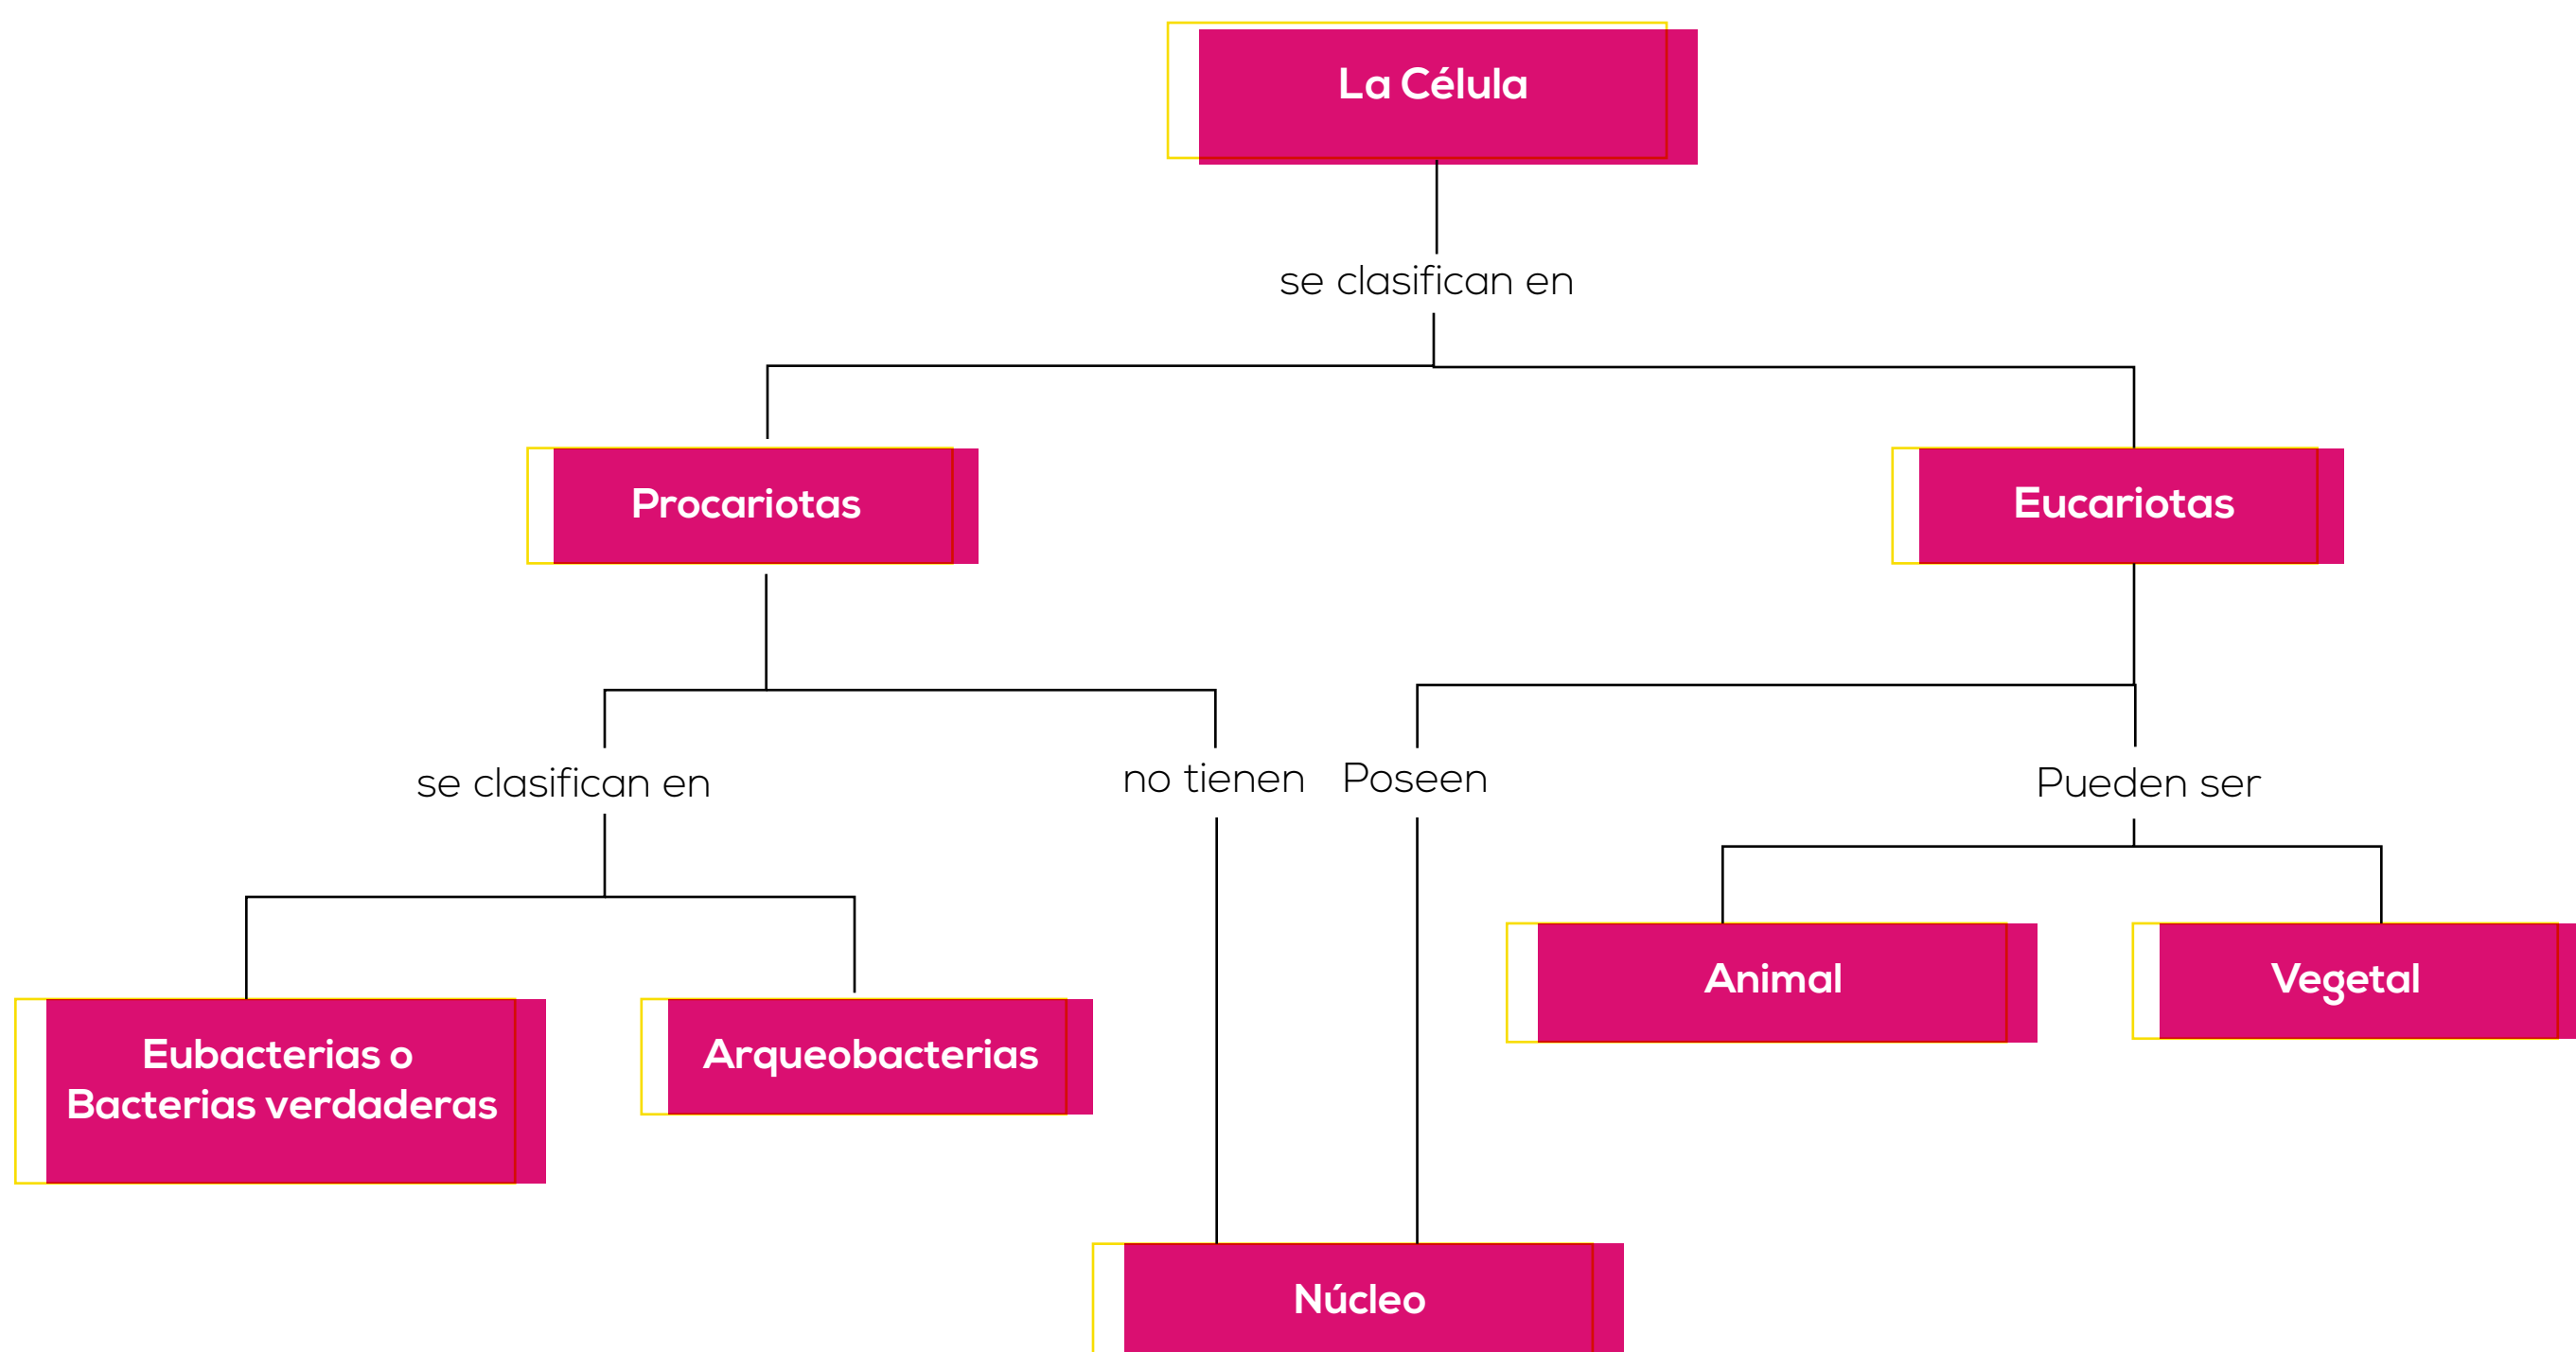 La Célula
se clasifican en
Procariotas
Eucariotas
se clasifican en
no tienen
Poseen
Pueden ser
Animal
Vegetal
Eubacterias o
Bacterias verdaderas
Arqueobacterias
Núcleo